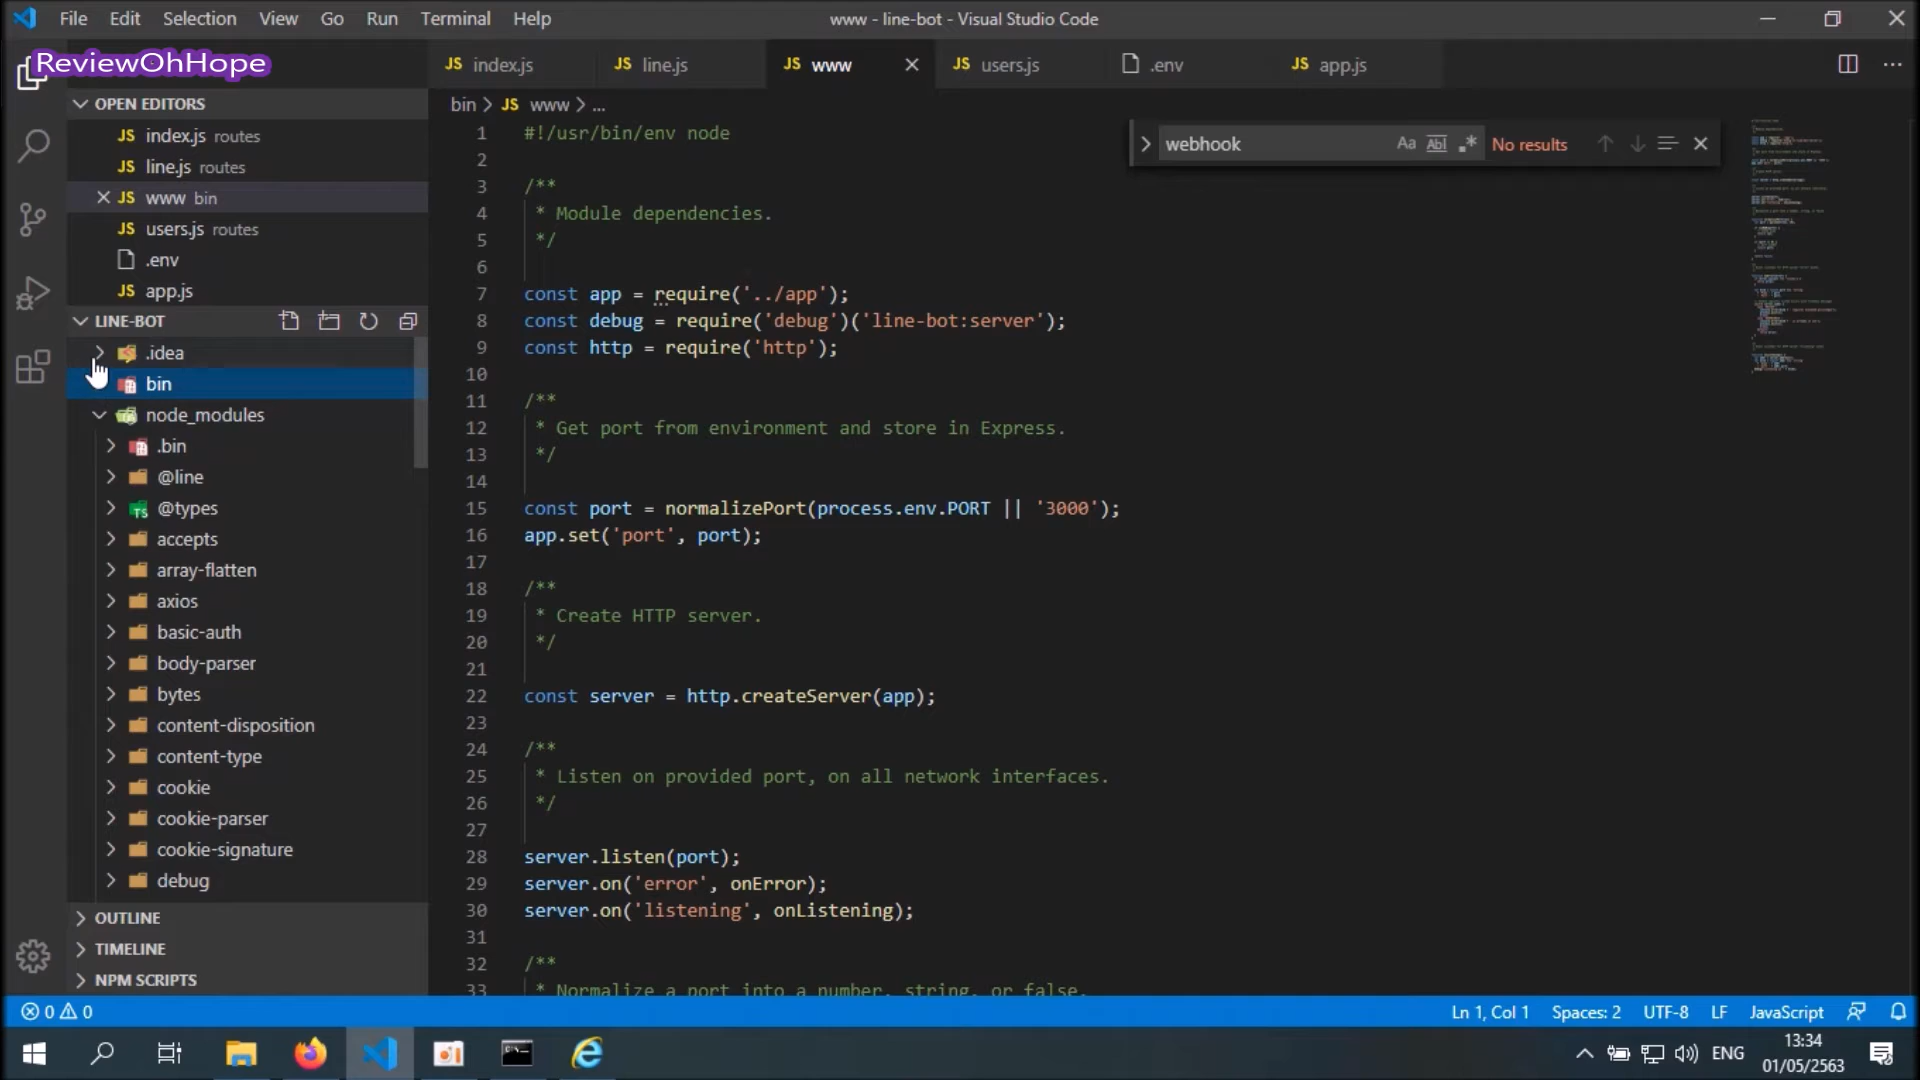 File Edit Selection View Go Run Terminal Help
www - line-bot - Visual Studio Code
ReviewOhHope
JS index.js
JS line.js
JS www
JS users.js
.env
JS app.js
OPEN EDITORS
JS index.js routes
JS line.js routes
JS www bin
JS users.js routes
.env
JS app.js
LINE-BOT
.idea
bin
node_modules
.bin
@line
@types
accepts
array-flatten
axios
basic-auth
body-parser
bytes
content-disposition
content-type
cookie
cookie-parser
cookie-signature
debug
OUTLINE
TIMELINE
NPM SCRIPTS
bin > JS www > ...
webhook Aa Abl .* No results
1 #!/usr/bin/env node
2
3 /**
4 * Module dependencies.
5 */
6
7 const app = require('../app');
8 const debug = require('debug')('line-bot:server');
9 const http = require('http');
10
11 /**
12 * Get port from environment and store in Express.
13 */
14
15 const port = normalizePort(process.env.PORT || '3000');
16 app.set('port', port);
17
18 /**
19 * Create HTTP server.
20 */
21
22 const server = http.createServer(app);
23
24 /**
25 * Listen on provided port, on all network interfaces.
26 */
27
28 server.listen(port);
29 server.on('error', onError);
30 server.on('listening', onListening);
31
32 /**
33 * Normalize a port into a number, string, or false.
0 0
Ln 1, Col 1 Spaces: 2 UTF-8 LF JavaScript
ENG
13:34
01/05/2563